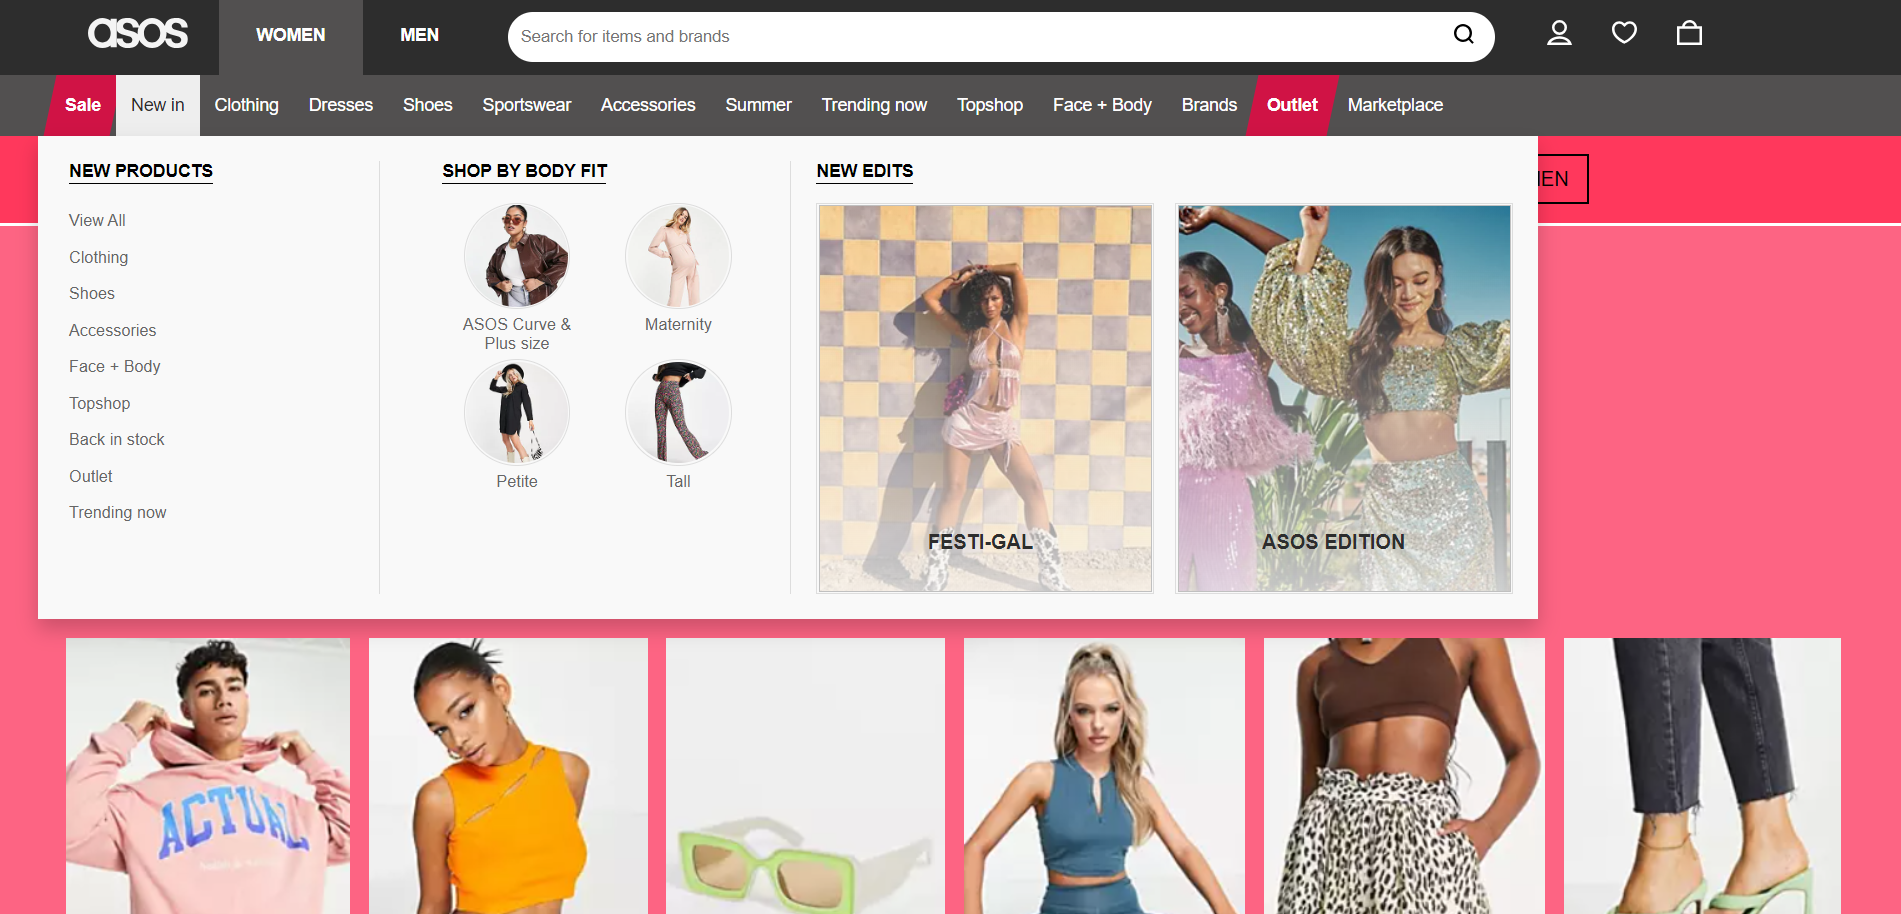 asos
WOMEN
MEN
Search for items and brands
Sale
New in
Clothing
Dresses
Shoes
Sportswear
Accessories
Summer
Trending now
Topshop
Face + Body
Brands
Outlet
Marketplace
NEW PRODUCTS
View All
Clothing
Shoes
Accessories
Face + Body
Topshop
Back in stock
Outlet
Trending now
SHOP BY BODY FIT
ASOS Curve &
Plus size
Maternity
Petite
Tall
NEW EDITS
FESTI-GAL
ASOS EDITION
EN
ACTUAL